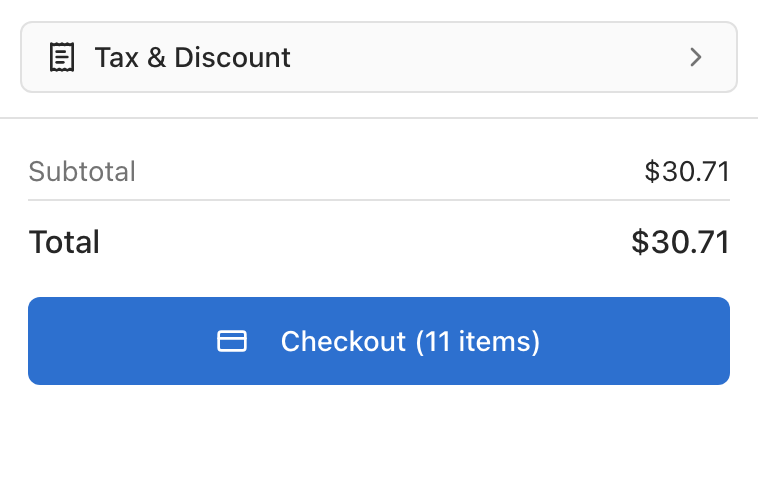 Tax & Discount
Subtotal $30.71
Total $30.71
Checkout (11 items)